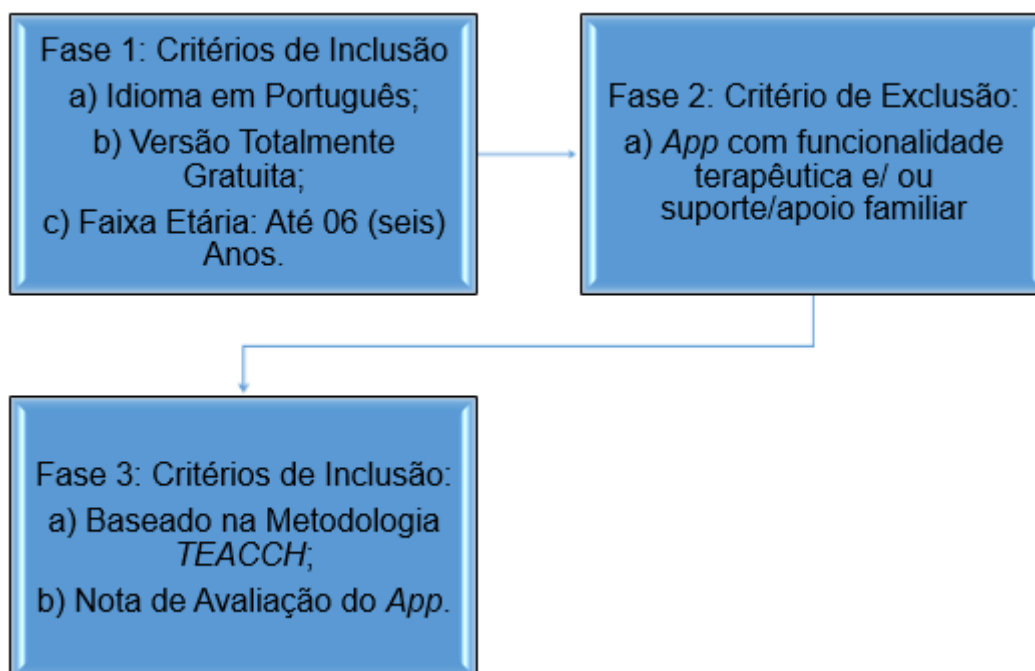 Fase 1: Critérios de Inclusão
a) Idioma em Português;
b) Versão Totalmente
Gratuita;
c) Faixa Etária: Até 06 (seis)
Anos.
Fase 2: Critério de Exclusão:
a) App com funcionalidade
terapêutica e/ ou
suporte/apoio familiar
Fase 3: Critérios de Inclusão:
a) Baseado na Metodologia
TEACCH;
b) Nota de Avaliação do App.